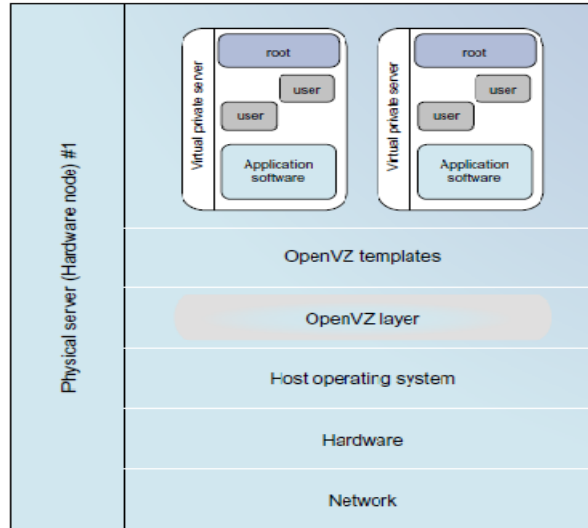 Physical server (Hardware node) #1
Virtual private server
root
user
user
Application
software
Virtual private server
root
user
user
Application
software
OpenVZ templates
OpenVZ layer
Host operating system
Hardware
Network